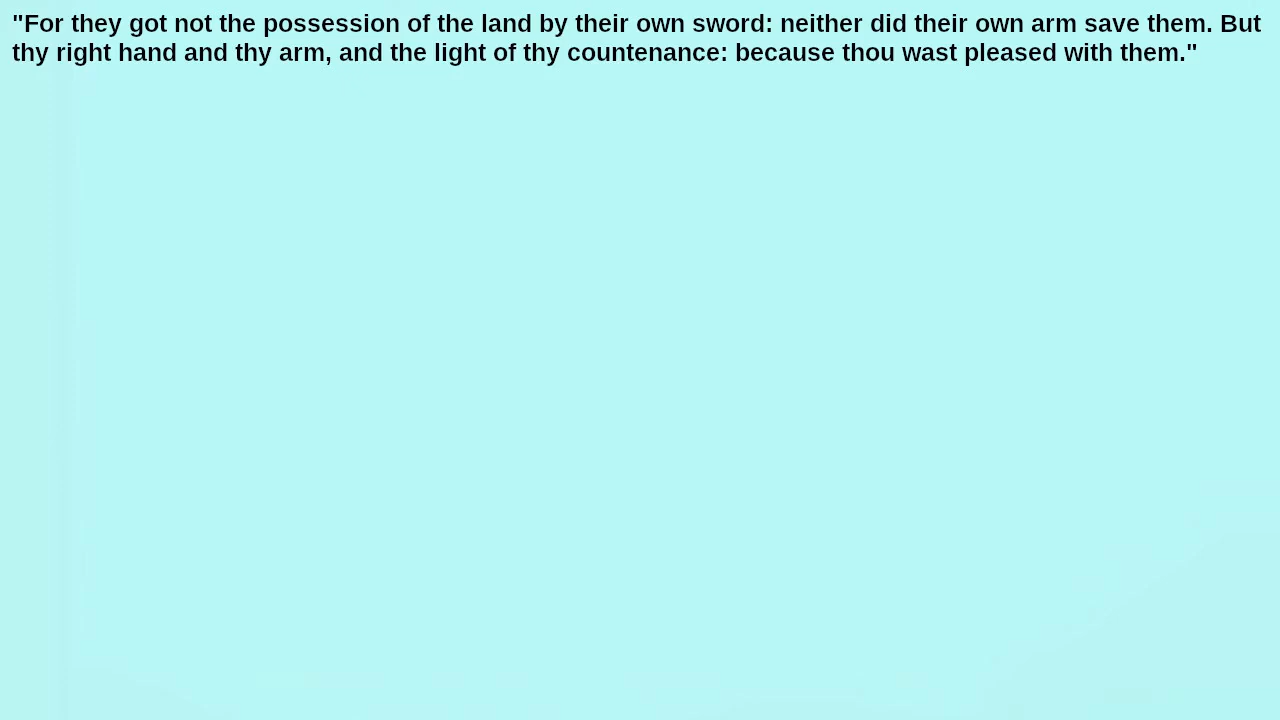 "For they got not the possession of the land by their own sword: neither did their own arm save them. But
thy right hand and thy arm, and the light of thy countenance: because thou wast pleased with them."